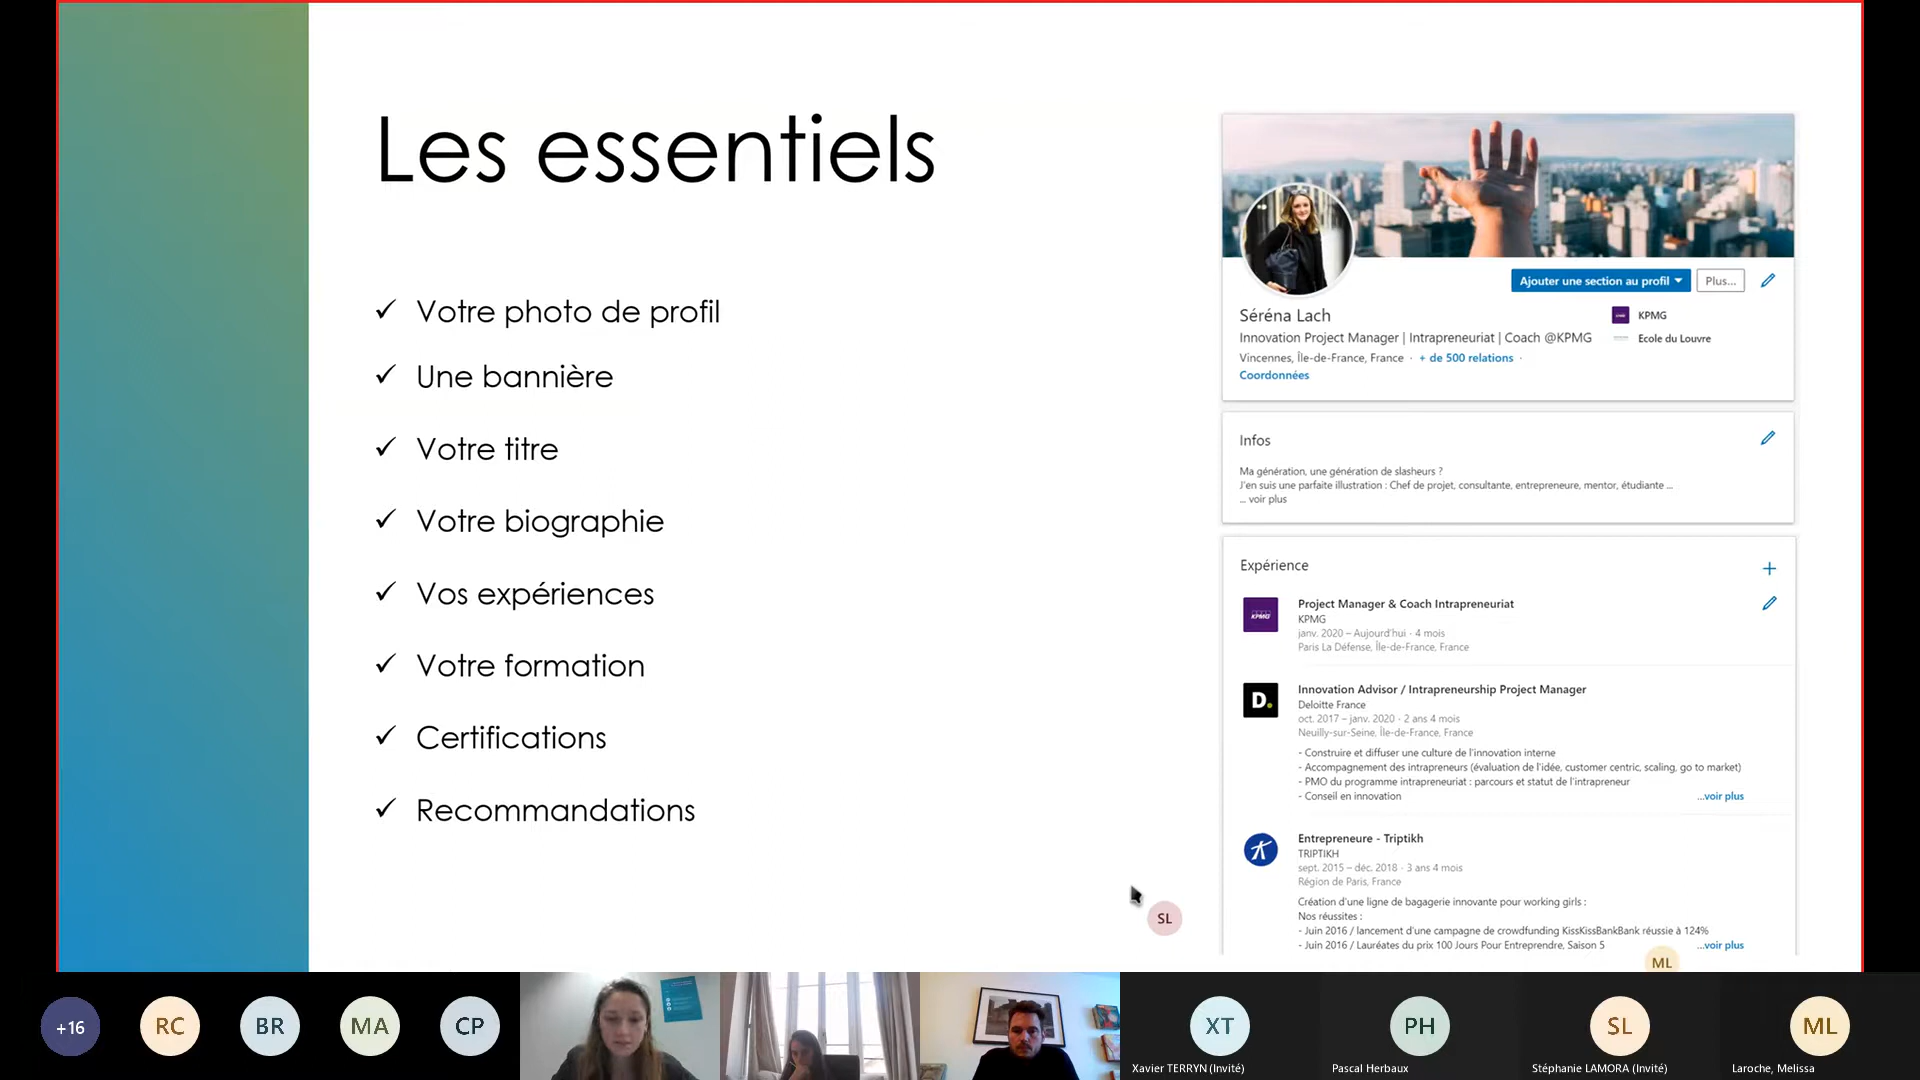 Les essentiels
✓ Votre photo de profil
✓ Une bannière
✓ Votre titre
✓ Votre biographie
✓ Vos expériences
✓ Votre formation
✓ Certifications
✓ Recommandations
Ajouter une section au profil
Plus...
Séréna Lach
Innovation Project Manager | Intrapreneuriat | Coach @KPMG
Vincennes, Île-de-France, France · + de 500 relations ·
Coordonnées
KPMG
Ecole du Louvre
Infos
Ma génération, une génération de slasheurs ?
J'en suis une parfaite illustration : Chef de projet, consultante, entrepreneure, mentor, étudiante ...
... voir plus
Expérience
KPMG
Project Manager & Coach Intrapreneuriat
KPMG
janv. 2020 – Aujourd'hui · 4 mois
Paris La Défense, Île-de-France, France
D.
Innovation Advisor / Intrapreneurship Project Manager
Deloitte France
oct. 2017 – janv. 2020 · 2 ans 4 mois
Neuilly-sur-Seine, Île-de-France, France
- Construire et diffuser une culture de l'innovation interne
- Accompagnement des intrapreneurs (évaluation de l'idée, customer centric, scaling, go to market)
- PMO du programme intrapreneuriat : parcours et statut de l'intrapreneur
- Conseil en innovation
...voir plus
Entrepreneure - Triptikh
TRIPTIKH
sept. 2015 – déc. 2018 · 3 ans 4 mois
Région de Paris, France
Création d'une ligne de bagagerie innovante pour working girls :
Nos réussites :
- Juin 2016 / lancement d'une campagne de crowdfunding KissKissBankBank réussie à 124%
- Juin 2016 / Lauréates du prix 100 Jours Pour Entreprendre, Saison 5
...voir plus
SL
ML
+16
RC
BR
MA
CP
XT
Xavier TERRYN (Invité)
PH
Pascal Herbaux
SL
Stéphanie LAMORA (Invité)
ML
Laroche, Melissa